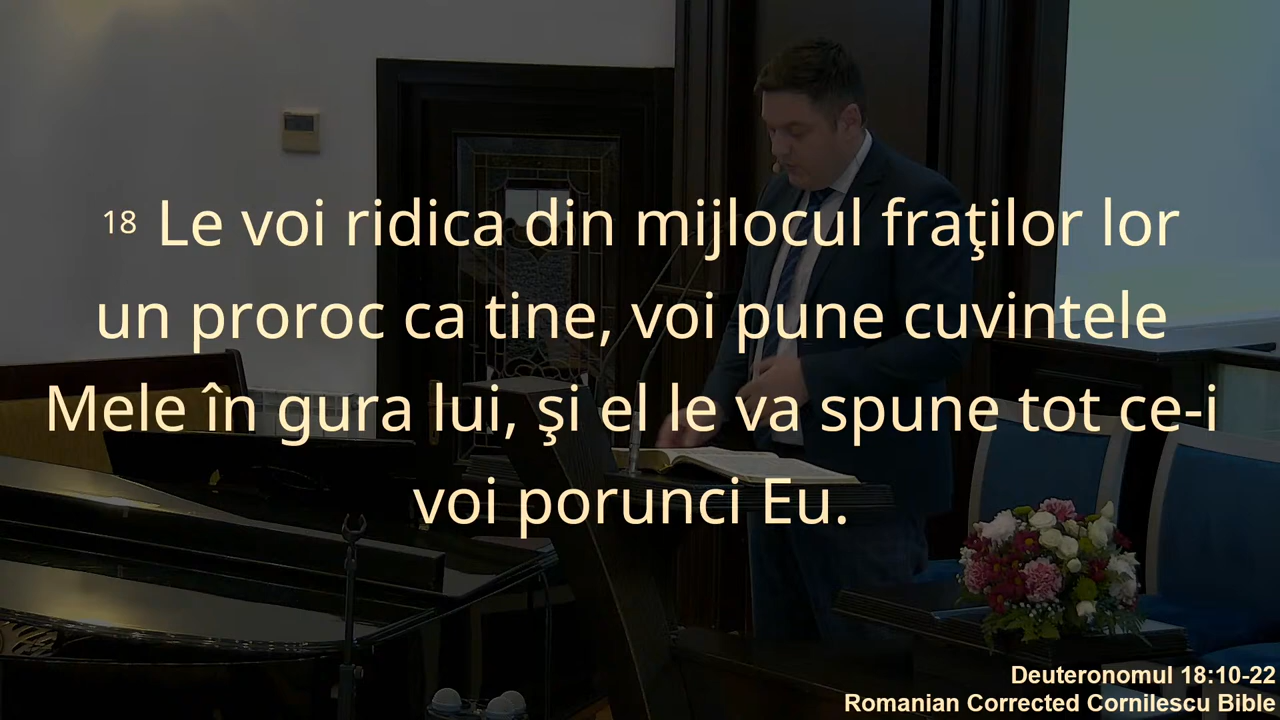 18 Le voi ridica din mijlocul fraţilor lor
un proroc ca tine, voi pune cuvintele
Mele în gura lui, şi el le va spune tot ce-i
voi porunci Eu.
Deuteronomul 18:10-22
Romanian Corrected Cornilescu Bible